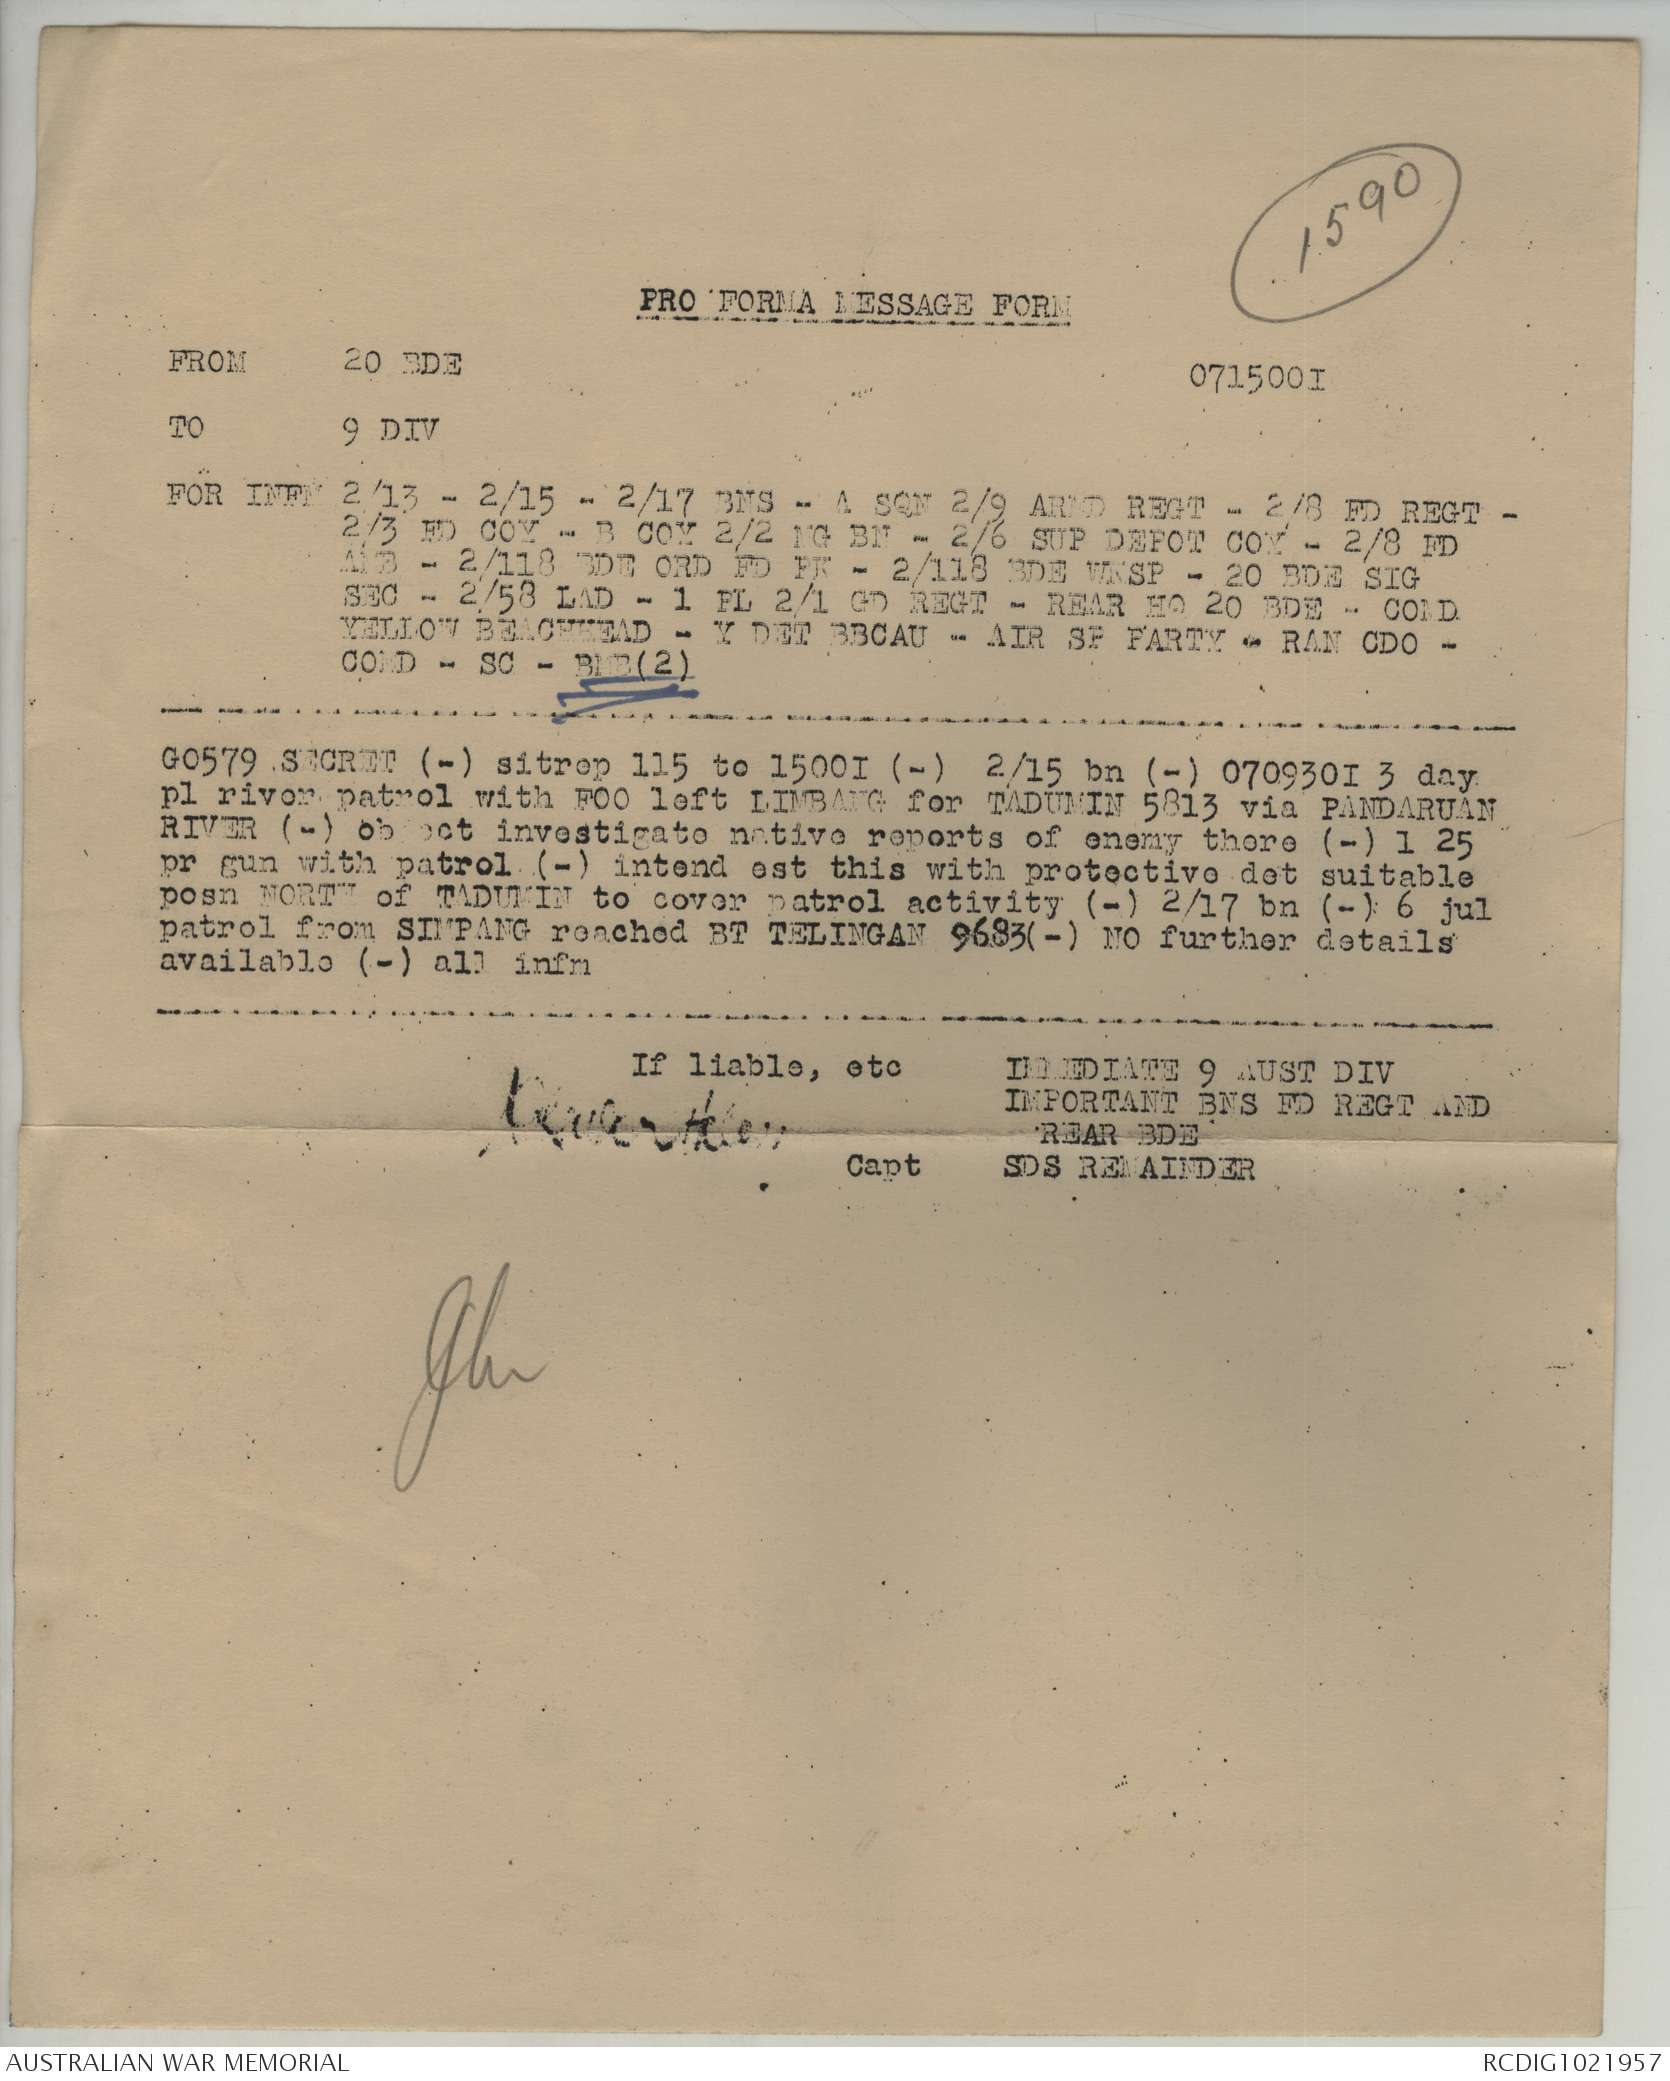 1590
PRO FORMA MESSAGE FORM
FROM 20 BDE 071500I
TO 9 DIV
FOR INFM 2/13 - 2/15 - 2/17 BNS - A SQN 2/9 ARMD REGT - 2/8 FD REGT -
2/3 FD COY - B COY 2/2 MG BN - 2/6 SUP DEPOT COY - 2/8 FD
AMB - 2/118 BDE ORD FD PK - 2/118 BDE WKSP - 20 BDE SIG
SEC - 2/58 LAD - 1 PL 2/1 GD REGT - REAR HQ 20 BDE - COMD
YELLOW BEACHHEAD - Y DET BBCAU - AIR SP PARTY - RAN CDO -
COMD - SC - BMB(2)
GO579 SECRET (-) sitrep 115 to 1500I (-) 2/15 bn (-) 070930I 3 day
pl river patrol with FOO left LIMBANG for TADUMIN 5813 via PANDARUAN
RIVER (-) object investigate native reports of enemy there (-) 1 25
pr gun with patrol (-) intend est this with protective det suitable
posn NORTH of TADUMIN to cover patrol activity (-) 2/17 bn (-) 6 jul
patrol from SIMPANG reached BT TELINGAN 9683(-) NO further details
available (-) all infm
If liable, etc IMMEDIATE 9 AUST DIV
IMPORTANT BNS FD REGT AND
REAR BDE
Capt SDS REMAINDER
AUSTRALIAN WAR MEMORIAL RCDIG1021957